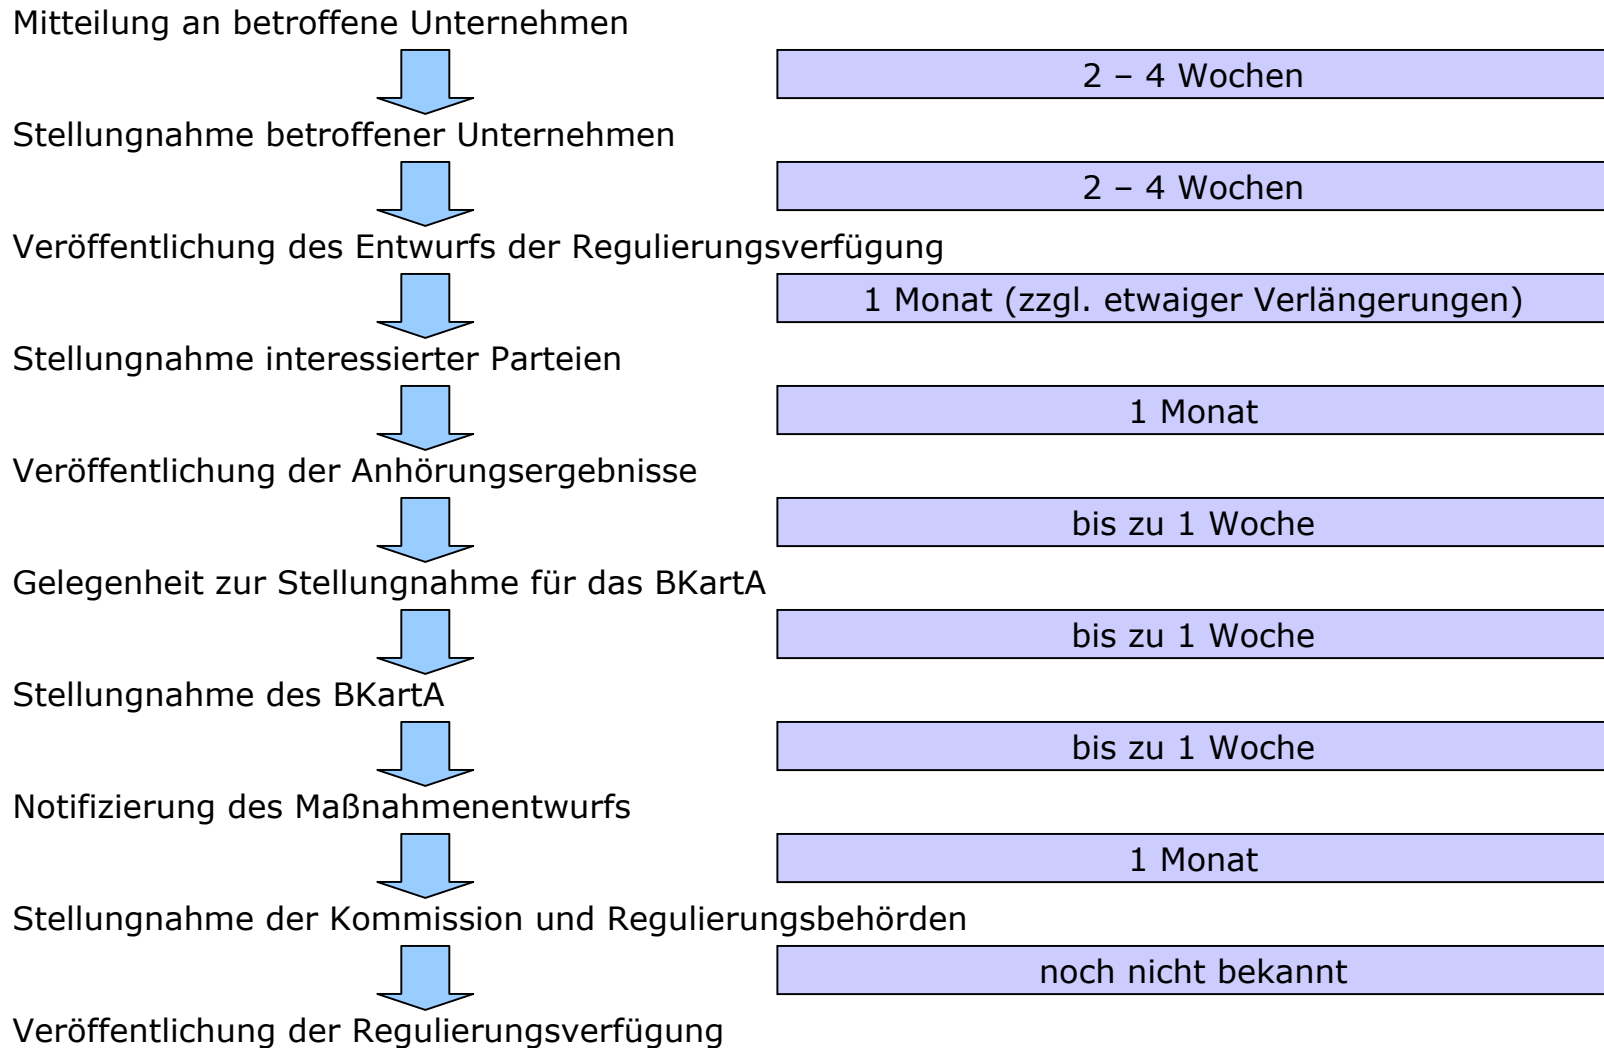 Mitteilung an betroffene Unternehmen
2 – 4 Wochen
Stellungnahme betroffener Unternehmen
2 – 4 Wochen
Veröffentlichung des Entwurfs der Regulierungsverfügung
1 Monat (zzgl. etwaiger Verlängerungen)
Stellungnahme interessierter Parteien
1 Monat
Veröffentlichung der Anhörungsergebnisse
bis zu 1 Woche
Gelegenheit zur Stellungnahme für das BKartA
bis zu 1 Woche
Stellungnahme des BKartA
bis zu 1 Woche
Notifizierung des Maßnahmenentwurfs
1 Monat
Stellungnahme der Kommission und Regulierungsbehörden
noch nicht bekannt
Veröffentlichung der Regulierungsverfügung